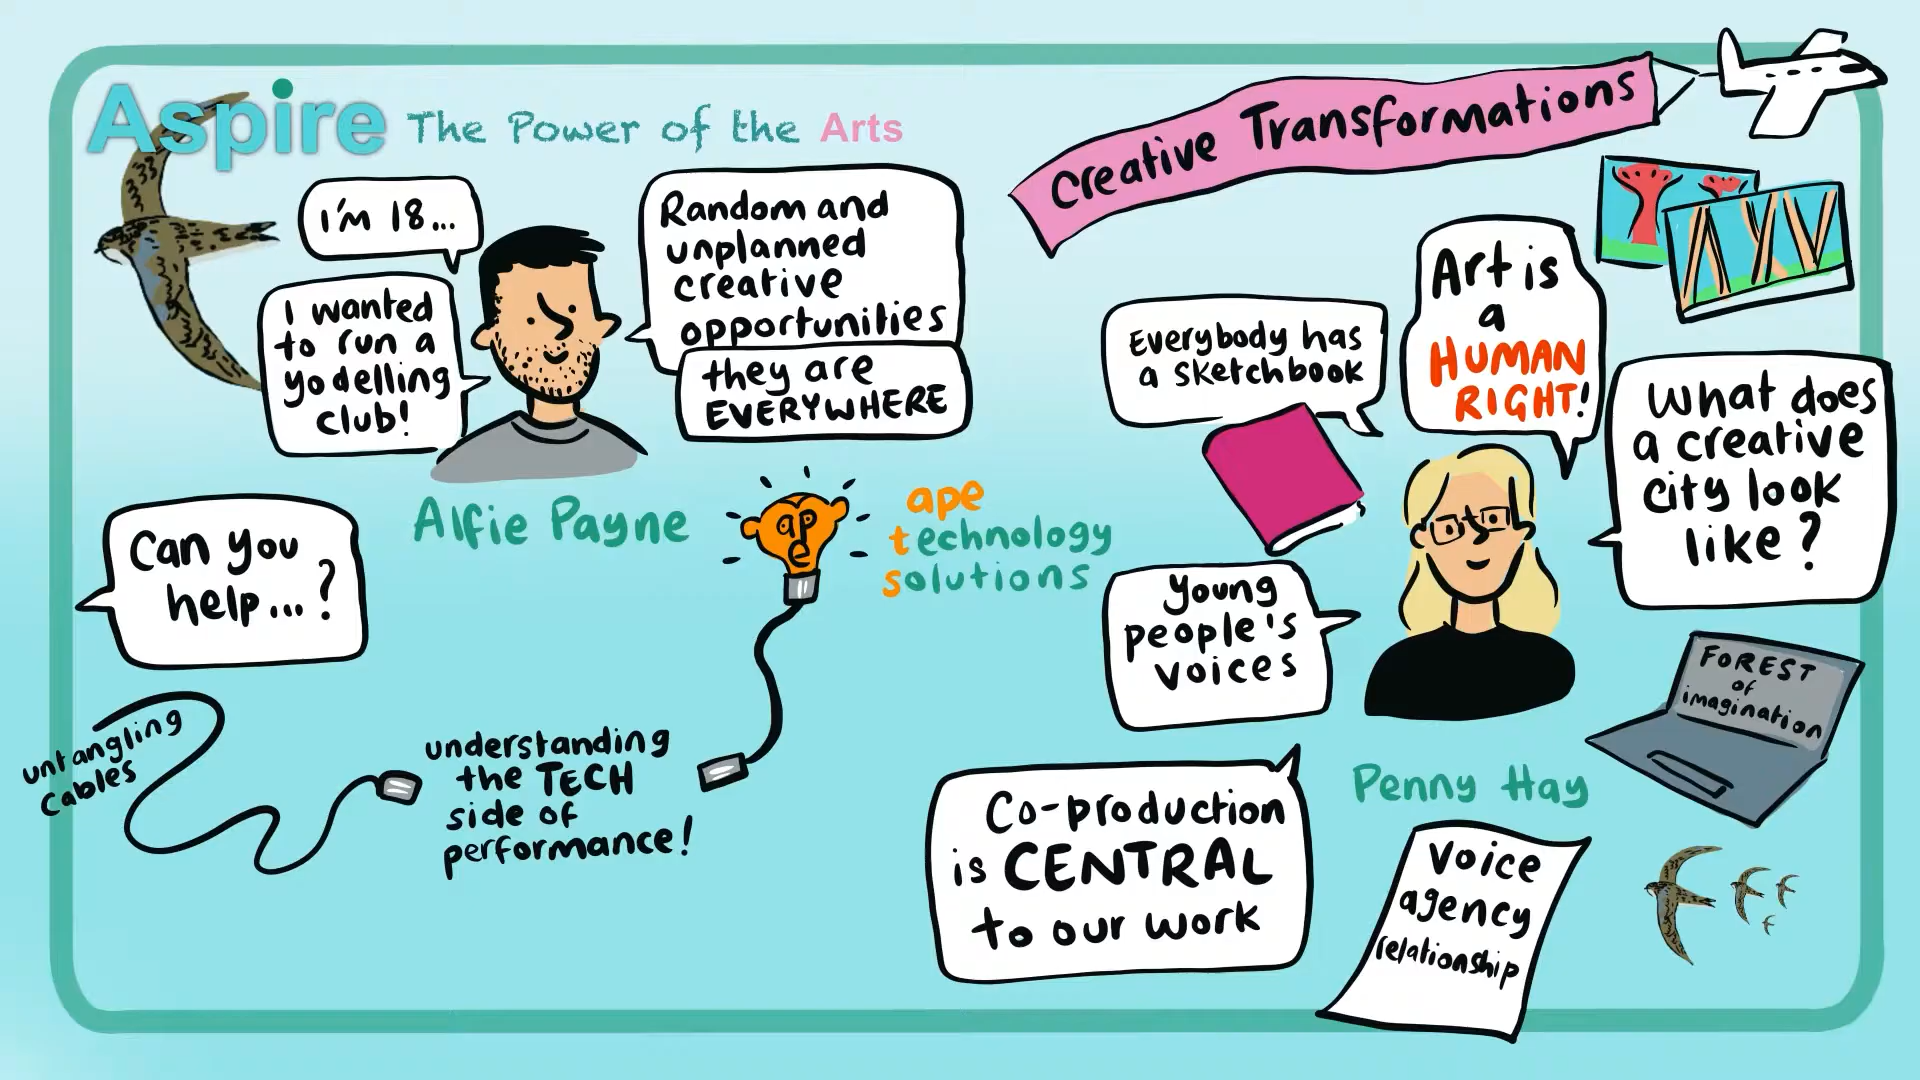 Aspire The Power of the Arts
I'm 18...
I wanted
to run a
yodelling
club!
Random and
unplanned
creative
opportunities
they are
EVERYWHERE
Alfie Payne
Can you
help...?
untangling
cables
understanding
the TECH
side of
performance!
ape
ape
technology
solutions
Creative Transformations
Everybody has
a sketchbook
Art is
a
HUMAN
RIGHT!
What does
a creative
city look
like?
Young
people's
voices
Penny Hay
FOREST
of
imagination
Co-production
is CENTRAL
to our work
Voice
agency
relationship